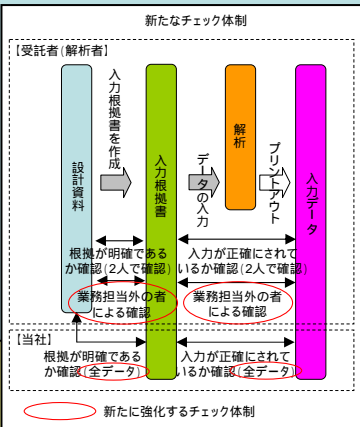 新たなチェック体制
【受託者(解析者)】
設計資料
入力根拠書を作成
入力根拠書
データの入力
解析
プリントアウト
入力データ
根拠が明確である
か確認(2人で確認)
入力が正確にされて
いるか確認(2人で確認)
業務担当外の者
による確認
業務担当外の者
による確認
【当社】
根拠が明確である
か確認(全データ)
入力が正確にされて
いるか確認(全データ)
新たに強化するチェック体制